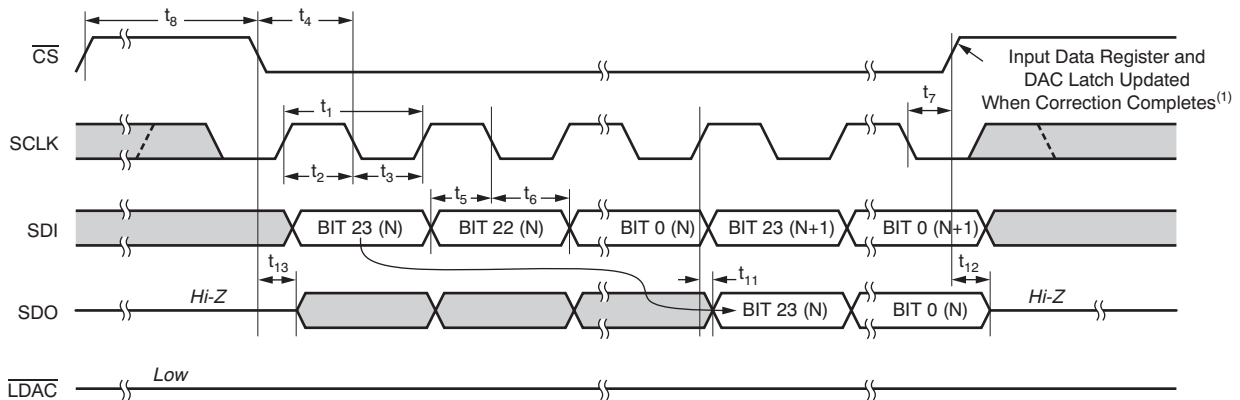 t8
t4
CS
Input Data Register and
DAC Latch Updated
When Correction Completes(1)
t1
t7
SCLK
t2
t3
t5
t6
SDI
BIT 23 (N)
BIT 22 (N)
BIT 0 (N)
BIT 23 (N+1)
BIT 0 (N+1)
t13
t11
t12
Hi-Z
Hi-Z
SDO
BIT 23 (N)
BIT 0 (N)
Low
LDAC